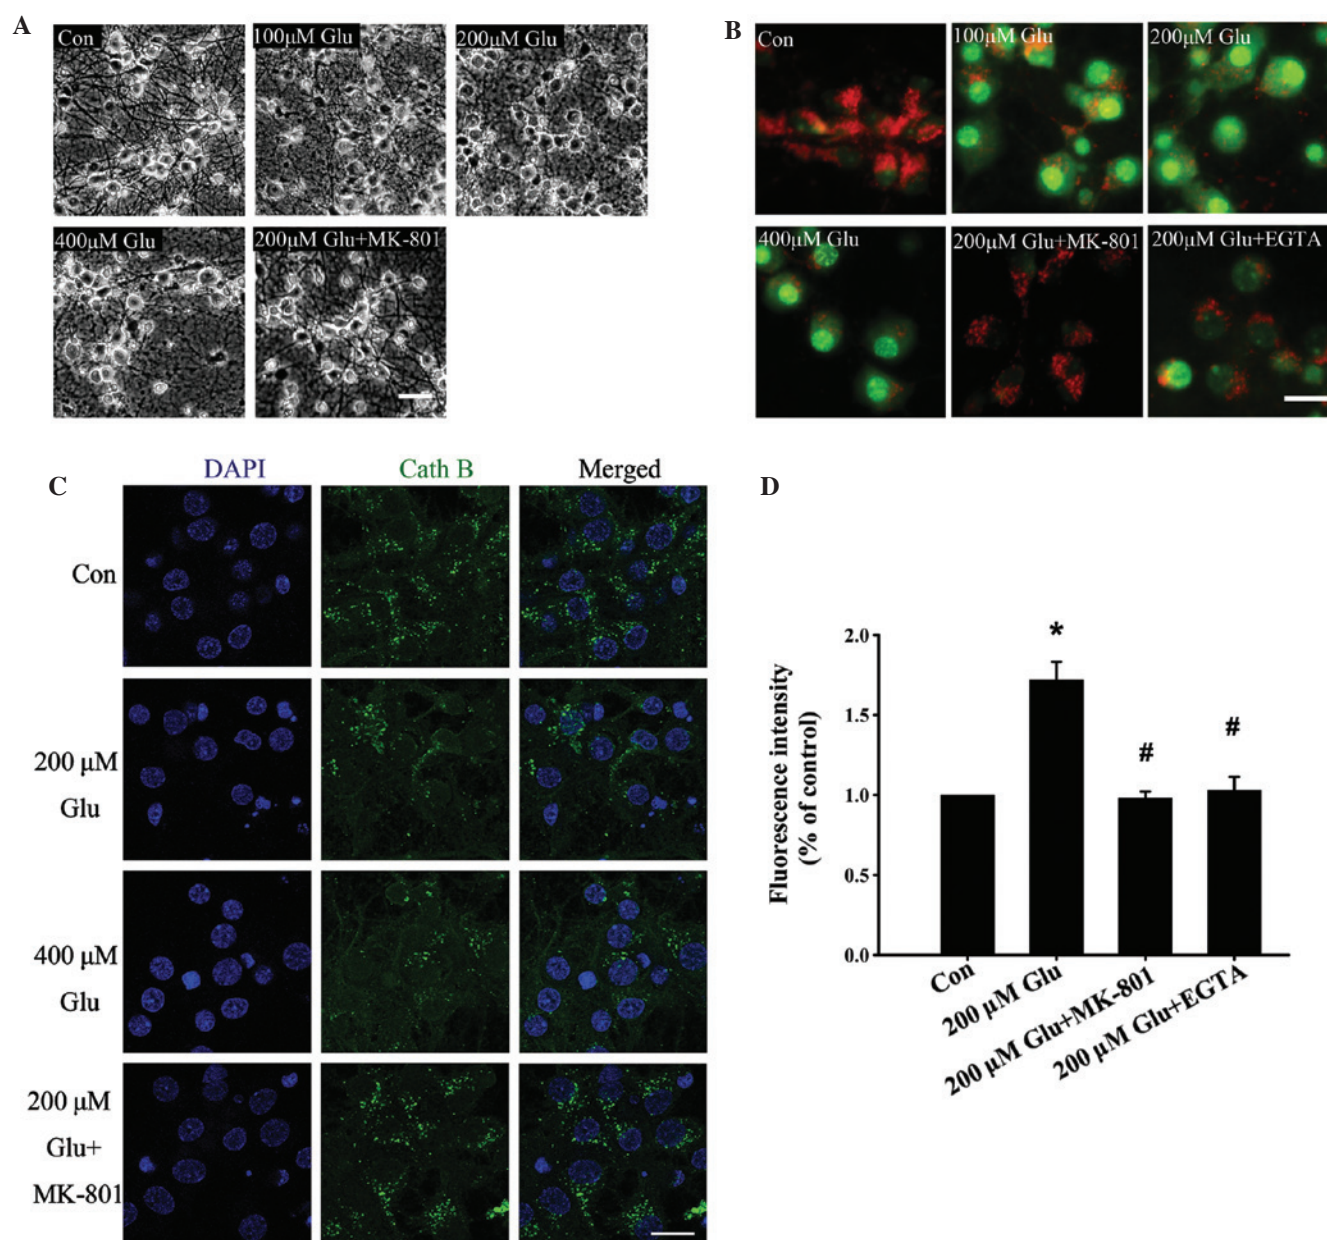 A
Con
100μM Glu
200μM Glu
400μM Glu
200μM Glu+MK-801
B
Con
100μM Glu
200μM Glu
400μM Glu
200μM Glu+MK-801
200μM Glu+EGTA
C
DAPI
Cath B
Merged
Con
200 μM
Glu
400 μM
Glu
200 μM
Glu+
MK-801
D
Fluorescence intensity
(% of control)
2.0
1.5
1.0
0.5
0.0
*
#
#
Con
200 μM Glu
200 μM Glu+MK-801
200 μM Glu+EGTA